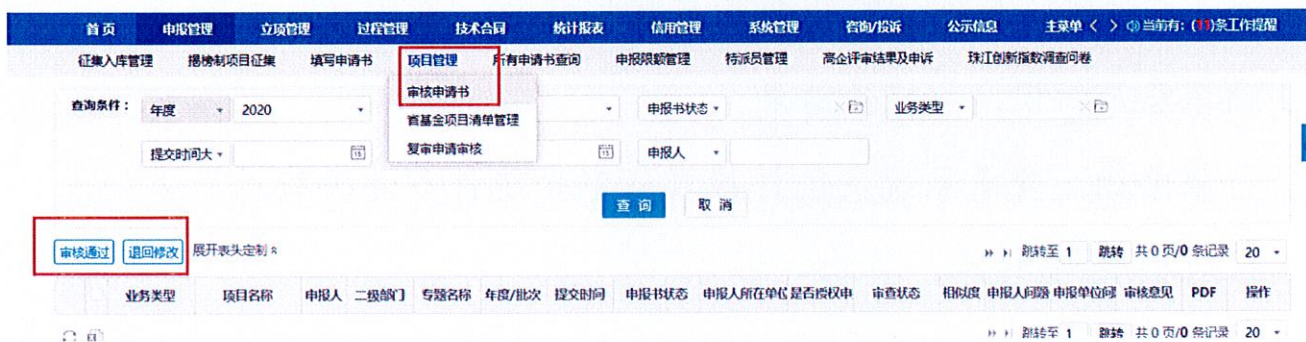 首页 申报管理 立项管理 过程管理 技术合同 统计报表 信用管理 系统管理 咨询/投诉 公示信息 主菜单 < > 当前有: (11)条工作提醒
征集入库管理 揭榜制项目征集 填写申请书 项目管理 所有申请书查询 申报限额管理 特派员管理 高企评审结果及申诉 珠江创新指数调查问卷
审核申请书
查询条件： 年度 2020 申报书状态 业务类型
省基金项目清单管理
提交时间大 复审申请审核 申报人
查询 取消
审核通过 退回修改 展开表头定制 跳转至 1 跳转 共 0 页/0 条记录 20
业务类型 项目名称 申报人 二级部门 专题名称 年度/批次 提交时间 申报书状态 申报人所在单位 是否授权申 审查状态 相似度 申报人问题 申报单位问题 审核意见 PDF 操作
跳转至 1 跳转 共 0 页/0 条记录 20